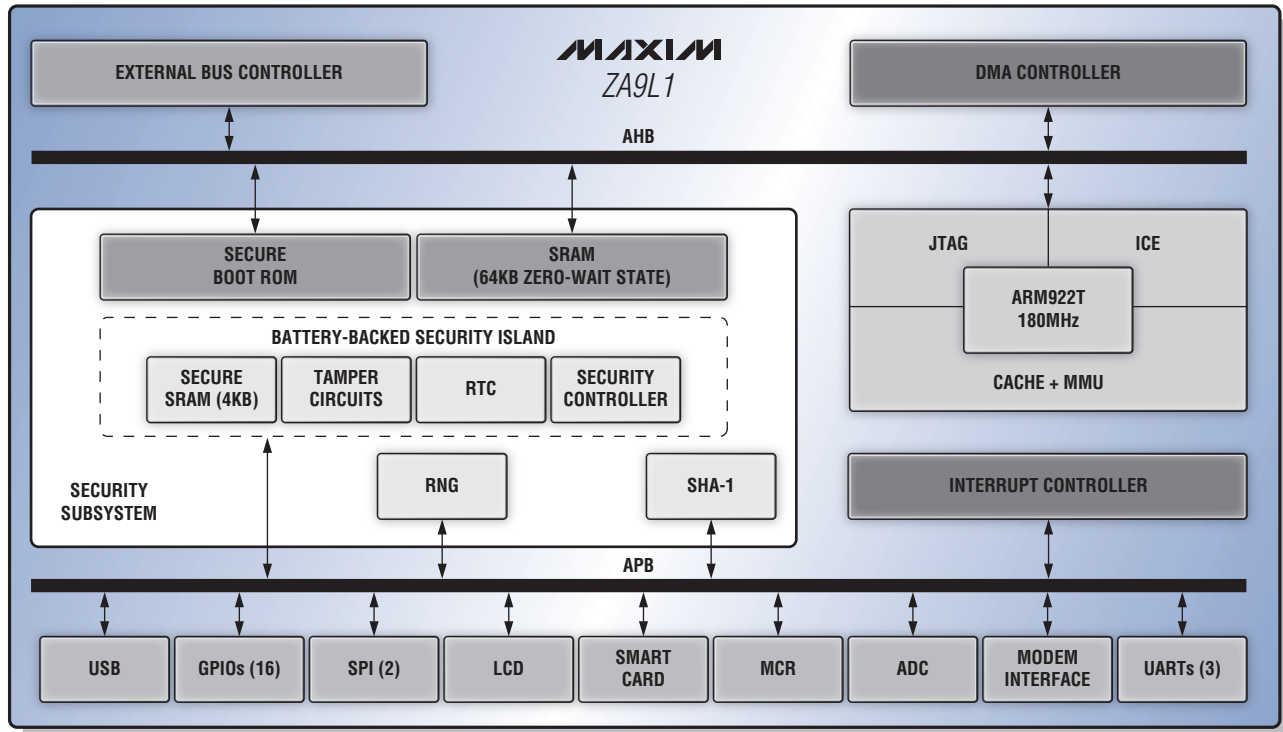 EXTERNAL BUS CONTROLLER
MAXIM
ZA9L1
DMA CONTROLLER
AHB
SECURE
BOOT ROM
SRAM
(64KB ZERO-WAIT STATE)
JTAG
ICE
ARM922T
180MHz
CACHE + MMU
BATTERY-BACKED SECURITY ISLAND
SECURE
SRAM (4KB)
TAMPER
CIRCUITS
RTC
SECURITY
CONTROLLER
SECURITY
SUBSYSTEM
RNG
SHA-1
INTERRUPT CONTROLLER
APB
USB
GPIOs (16)
SPI (2)
LCD
SMART
CARD
MCR
ADC
MODEM
INTERFACE
UARTs (3)